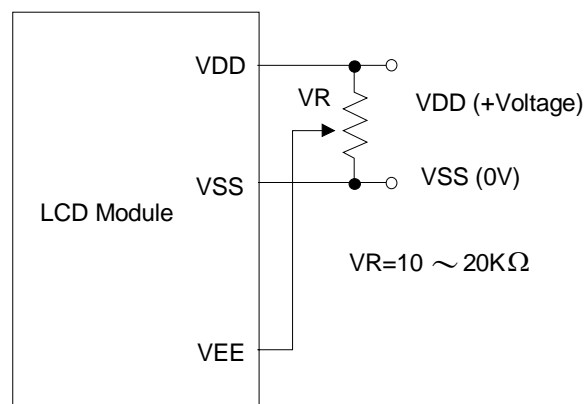 VDD
VR
VDD (+Voltage)
VSS
VSS (0V)
LCD Module
VR=10 ~ 20KΩ
VEE